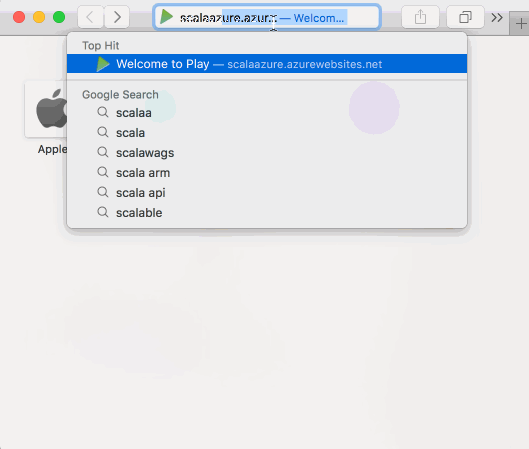 scalaazure.azure — Welcom...
Top Hit
Welcome to Play — scalaazure.azurewebsites.net
Google Search
scalaa
scala
scalawags
scala arm
scala api
scalable
Apple